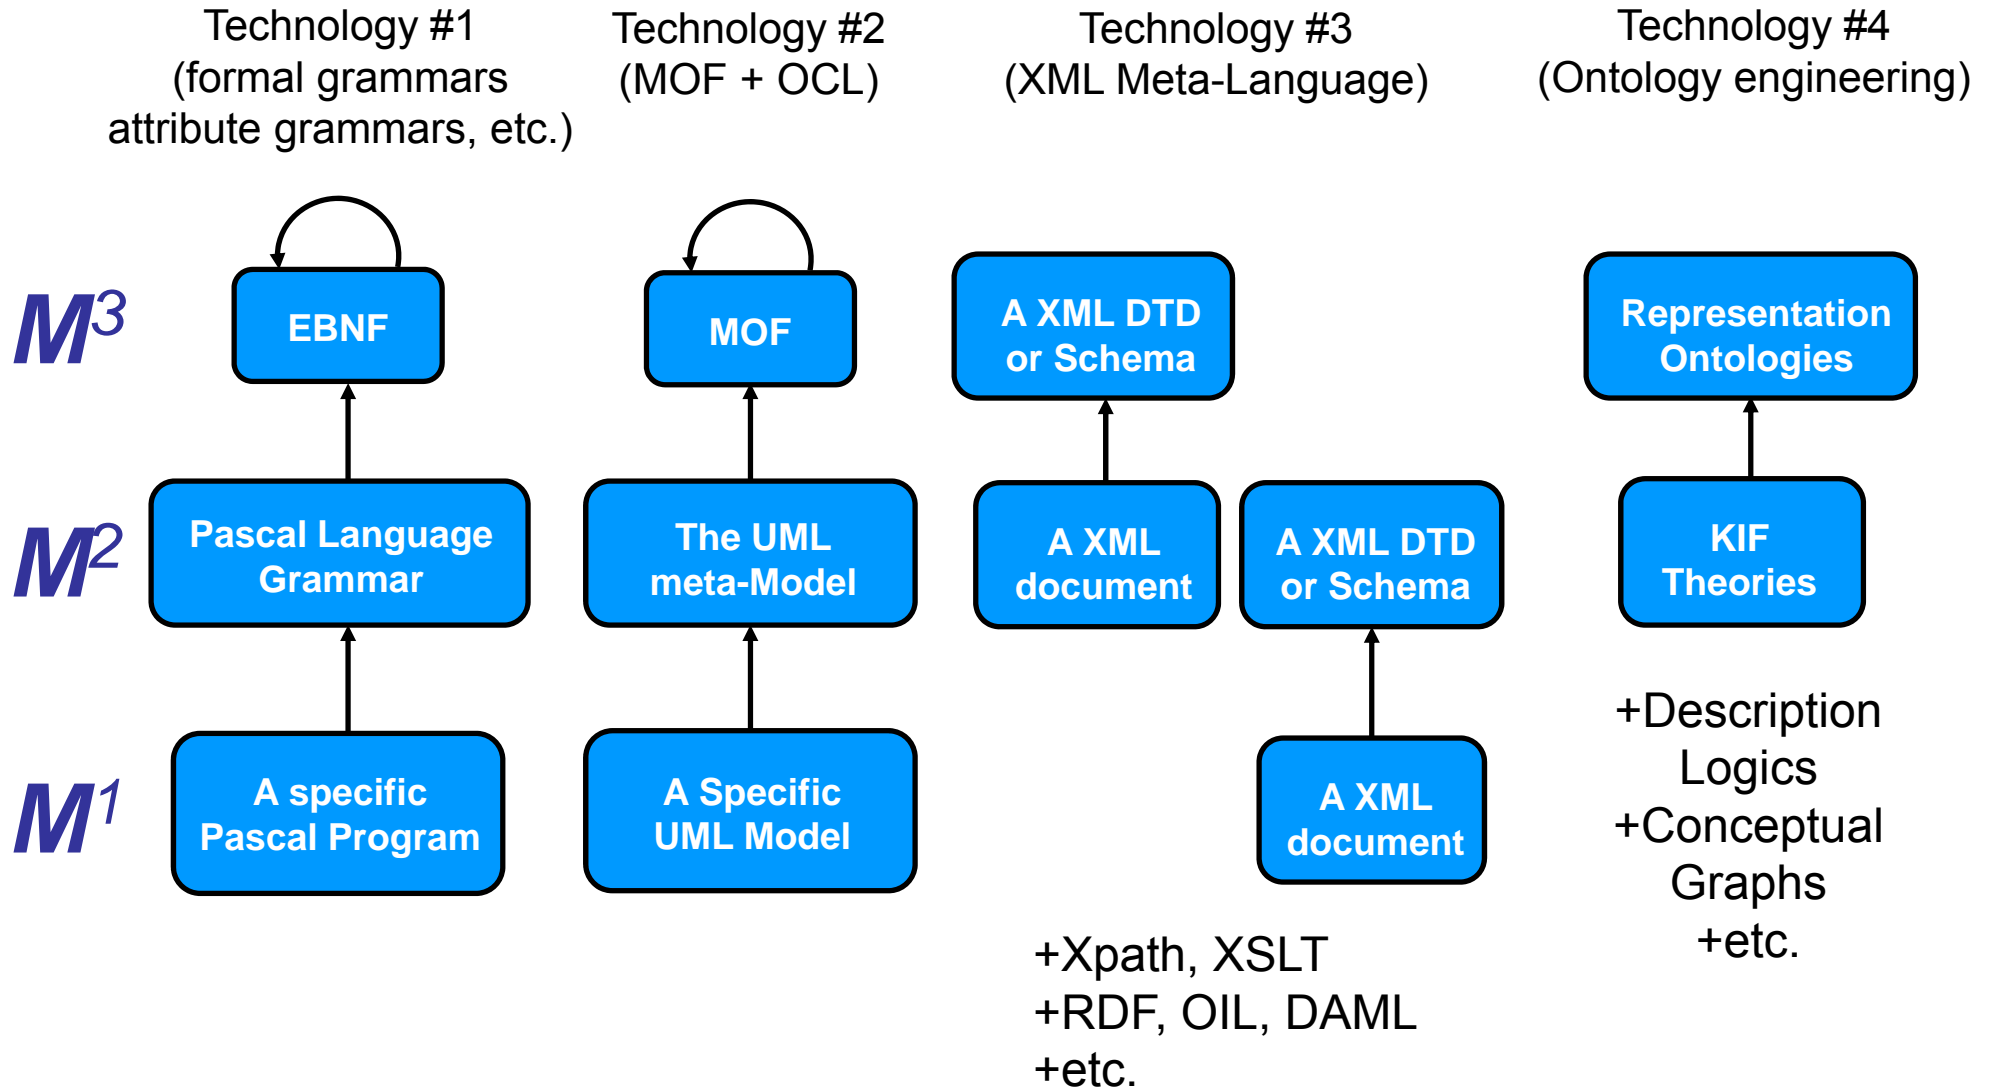 Technology #1
(formal grammars
attribute grammars, etc.)
Technology #2
(MOF + OCL)
Technology #3
(XML Meta-Language)
Technology #4
(Ontology engineering)
M3
EBNF
MOF
A XML DTD
or Schema
Representation
Ontologies
M2
Pascal Language
Grammar
The UML
meta-Model
A XML
document
A XML DTD
or Schema
KIF
Theories
M1
A specific
Pascal Program
A Specific
UML Model
A XML
document
+Description
Logics
+Conceptual
Graphs
+etc.
+Xpath, XSLT
+RDF, OIL, DAML
+etc.